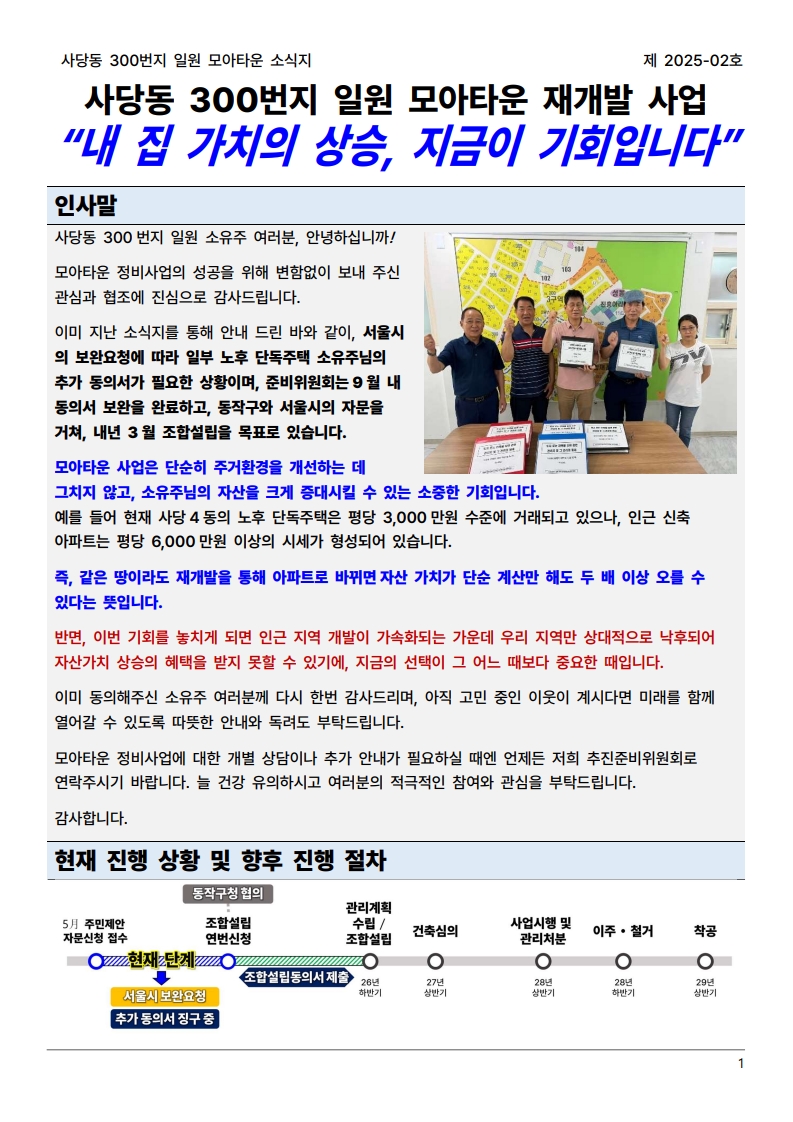 사당동 300번지 일원 모아타운 소식지
제 2025-02호
사당동 300번지 일원 모아타운 재개발 사업
“내 집 가치의 상승, 지금이 기회입니다”
인사말
사당동 300번지 일원 소유주 여러분, 안녕하십니까!
모아타운 정비사업의 성공을 위해 변함없이 보내 주신
관심과 협조에 진심으로 감사드립니다.
이미 지난 소식지를 통해 안내 드린 바와 같이, 서울시
의 보완요청에 따라 일부 노후 단독주택 소유주님의
추가 동의서가 필요한 상황이며, 준비위원회는 9월 내
동의서 보완을 완료하고, 동작구와 서울시의 자문을
거쳐, 내년 3월 조합설립을 목표로 있습니다.
모아타운 사업은 단순히 주거환경을 개선하는 데
그치지 않고, 소유주님의 자산을 크게 증대시킬 수 있는 소중한 기회입니다.
예를 들어 현재 사당4동의 노후 단독주택은 평당 3,000만원 수준에 거래되고 있으나, 인근 신축
아파트는 평당 6,000만원 이상의 시세가 형성되어 있습니다.
즉, 같은 땅이라도 재개발을 통해 아파트로 바뀌면 자산 가치가 단순 계산만 해도 두 배 이상 오를 수
있다는 뜻입니다.
반면, 이번 기회를 놓치게 되면 인근 지역 개발이 가속화되는 가운데 우리 지역만 상대적으로 낙후되어
자산가치 상승의 혜택을 받지 못할 수 있기에, 지금의 선택이 그 어느 때보다 중요한 때입니다.
이미 동의해주신 소유주 여러분께 다시 한번 감사드리며, 아직 고민 중인 이웃이 계시다면 미래를 함께
열어갈 수 있도록 따뜻한 안내와 독려도 부탁드립니다.
모아타운 정비사업에 대한 개별 상담이나 추가 안내가 필요하실 때엔 언제든 저희 추진준비위원회로
연락주시기 바랍니다. 늘 건강 유의하시고 여러분의 적극적인 참여와 관심을 부탁드립니다.
감사합니다.
104
103
102
3구역
현재 진행 상황 및 향후 진행 절차
동작구청 협의
5月 주민제안
자문신청 접수
조합설립
연번신청
관리계획
수립 /
조합설립
건축심의
사업시행 및
관리처분
이주 • 철거
착공
현재 단계
조합설립동의서 제출
서울시 보완요청
추가 동의서 징구 중
26년
하반기
27년
상반기
28년
상반기
28년
하반기
29년
상반기
1